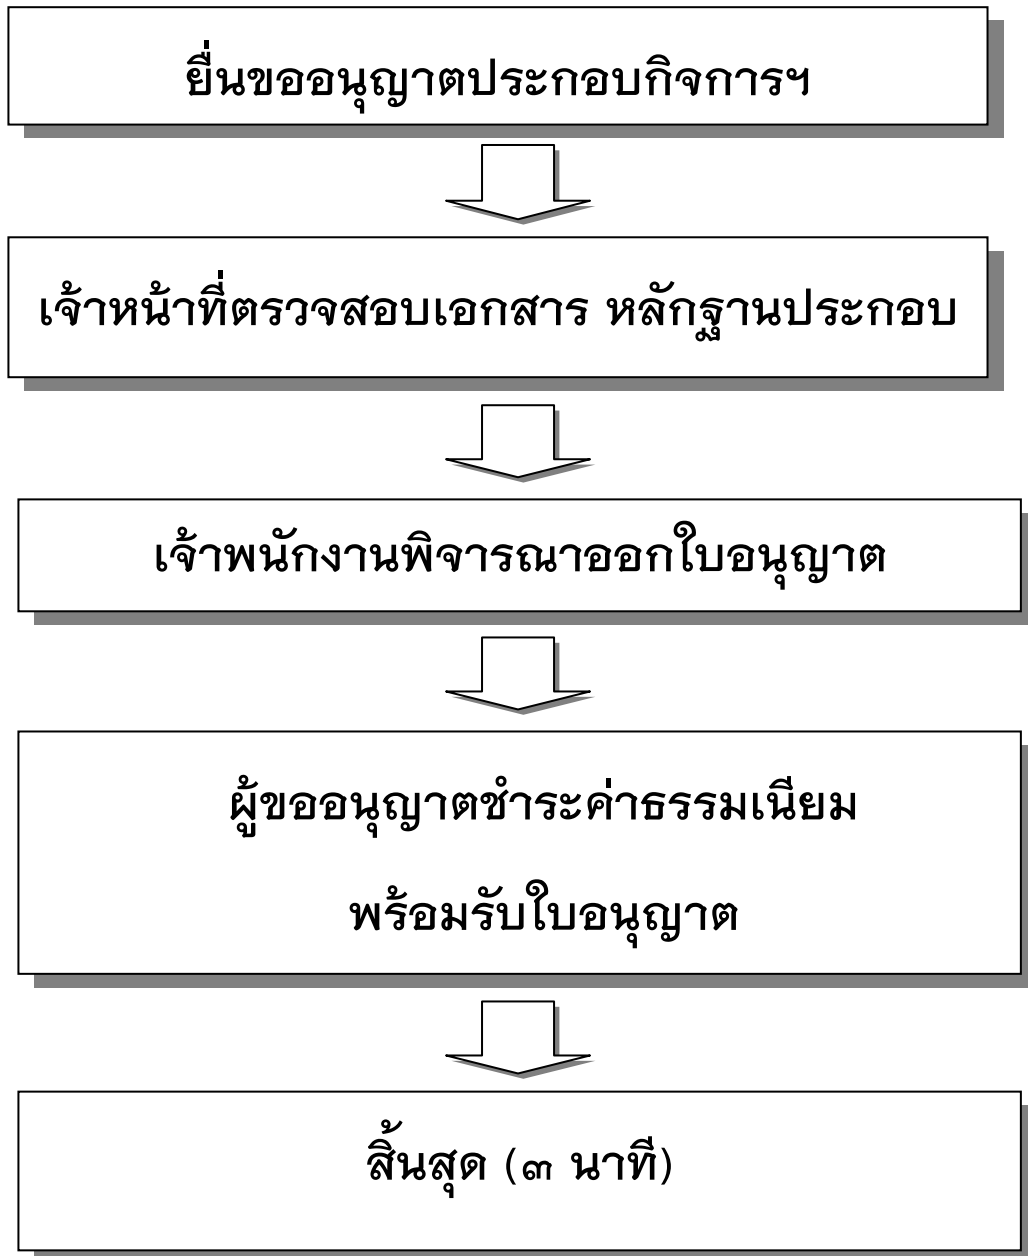 ยื่นขออนุญาตประกอบกิจการฯ
เจ้าหน้าที่ตรวจสอบเอกสาร หลักฐานประกอบ
เจ้าพนักงานพิจารณาออกใบอนุญาต
ผู้ขออนุญาตชำระค่าธรรมเนียม
พร้อมรับใบอนุญาต
สิ้นสุด (๓ นาที)